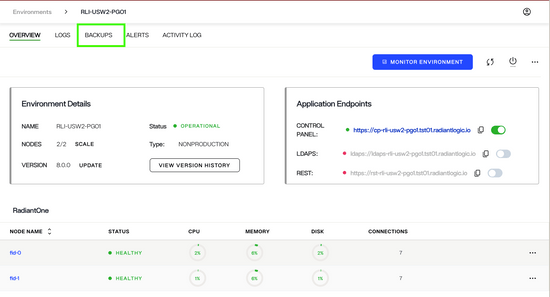 Environments > RLI-USW2-PG01
OVERVIEW LOGS BACKUPS ALERTS ACTIVITY LOG
MONITOR ENVIRONMENT
Environment Details
NAME RLI-USW2-PG01 Status OPERATIONAL
NODES 2/2 SCALE Type: NONPRODUCTION
VERSION 8.0.0 UPDATE VIEW VERSION HISTORY
Application Endpoints
CONTROL PANEL: https://cp-rli-usw2-pg01.tst01.radiantlogic.io
LDAPS: ldaps://ldaps-rli-usw2-pg01.tst01.radiantlogic.io
REST: https://rst-rli-usw2-pg01.tst01.radiantlogic.io
RadiantOne
NODE NAME STATUS CPU MEMORY DISK CONNECTIONS
fid-0 HEALTHY 2% 6% 2% 7
fid-1 HEALTHY 1% 6% 1% 7